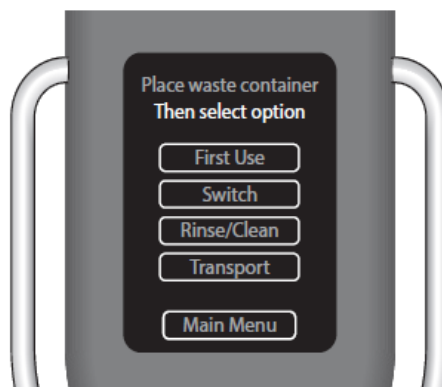 Place waste container
Then select option
First Use
Switch
Rinse/Clean
Transport
Main Menu